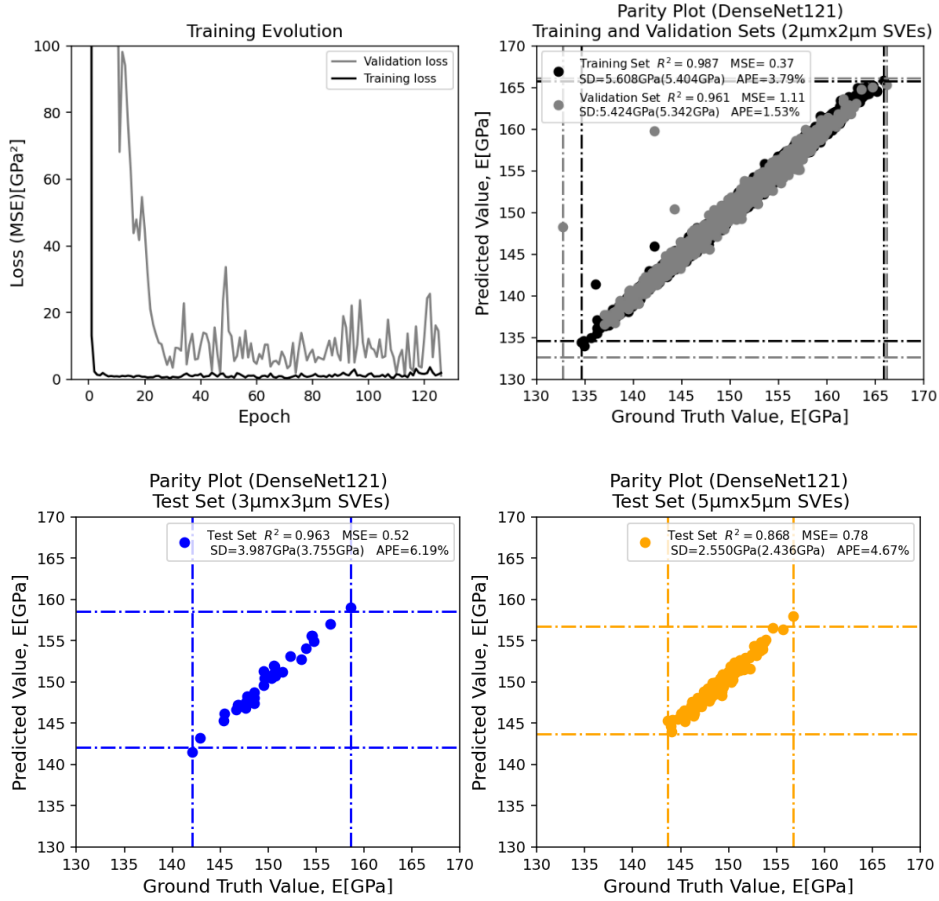 Training Evolution
Validation loss
Training loss
Loss (MSE)[GPa²]
100
80
60
40
20
0
0 20 40 60 80 100 120
Epoch
Parity Plot (DenseNet121)
Training and Validation Sets (2μmx2μm SVEs)
Training Set R² = 0.987 MSE= 0.37
SD=5.608GPa(5.404GPa) APE=3.79%
Validation Set R² = 0.961 MSE= 1.11
SD:5.424GPa(5.342GPa) APE=1.53%
Predicted Value, E[GPa]
170
165
160
155
150
145
140
135
130
130 135 140 145 150 155 160 165 170
Ground Truth Value, E[GPa]
Parity Plot (DenseNet121)
Test Set (3μmx3μm SVEs)
Test Set R² = 0.963 MSE= 0.52
SD=3.987GPa(3.755GPa) APE=6.19%
Predicted Value, E[GPa]
170
165
160
155
150
145
140
135
130
130 135 140 145 150 155 160 165 170
Ground Truth Value, E[GPa]
Parity Plot (DenseNet121)
Test Set (5μmx5μm SVEs)
Test Set R² = 0.868 MSE= 0.78
SD=2.550GPa(2.436GPa) APE=4.67%
Predicted Value, E[GPa]
170
165
160
155
150
145
140
135
130
130 135 140 145 150 155 160 165 170
Ground Truth Value, E[GPa]